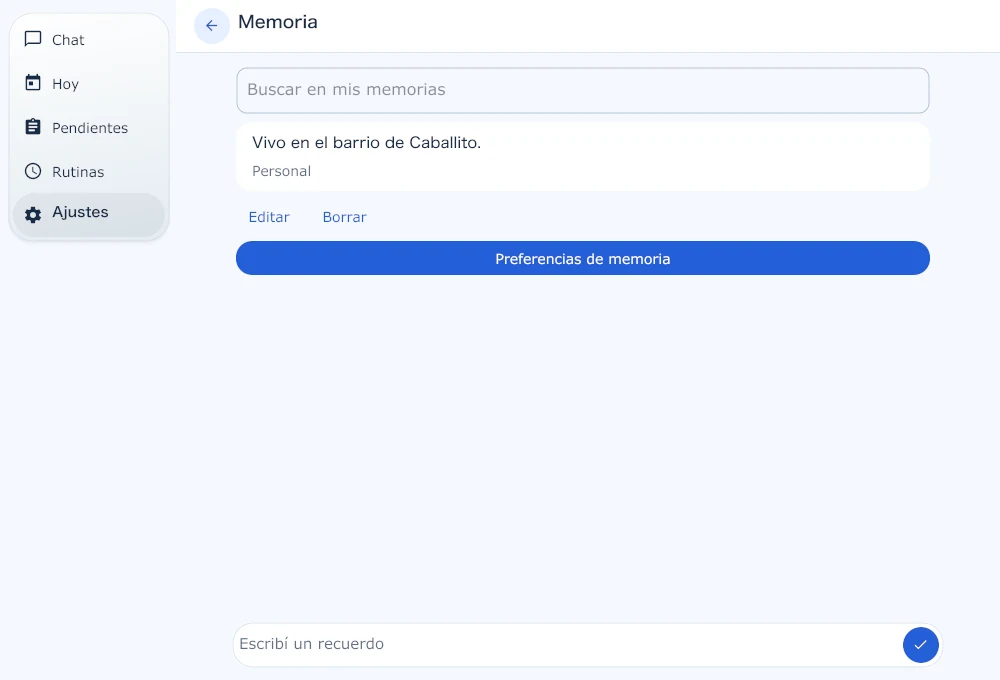 Chat
Hoy
Pendientes
Rutinas
Ajustes
Memoria
Buscar en mis memorias
Vivo en el barrio de Caballito.
Personal
Editar Borrar
Preferencias de memoria
Escribí un recuerdo